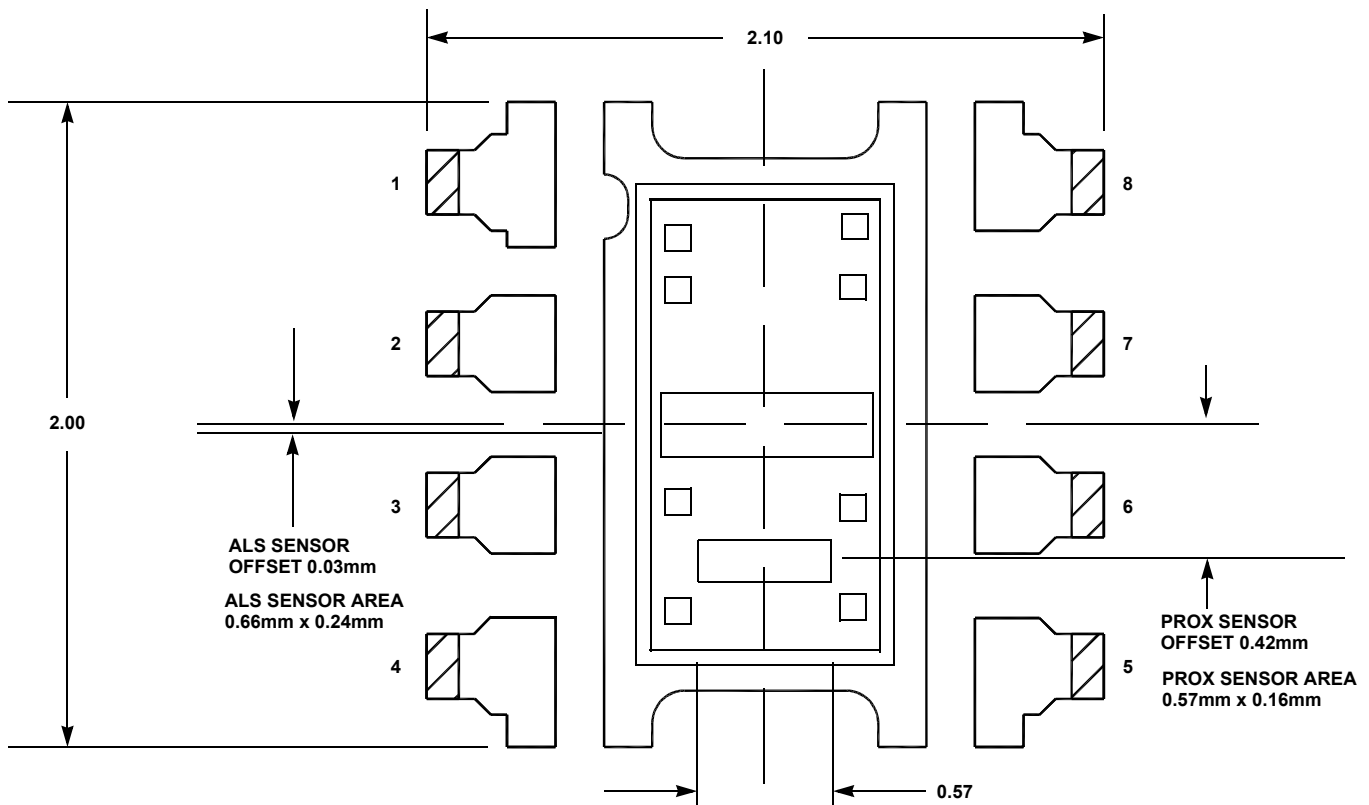 2.10
1
8
2
7
2.00
3
6
ALS SENSOR
OFFSET 0.03mm
ALS SENSOR AREA
0.66mm x 0.24mm
PROX SENSOR
OFFSET 0.42mm
4
5
PROX SENSOR AREA
0.57mm x 0.16mm
0.57